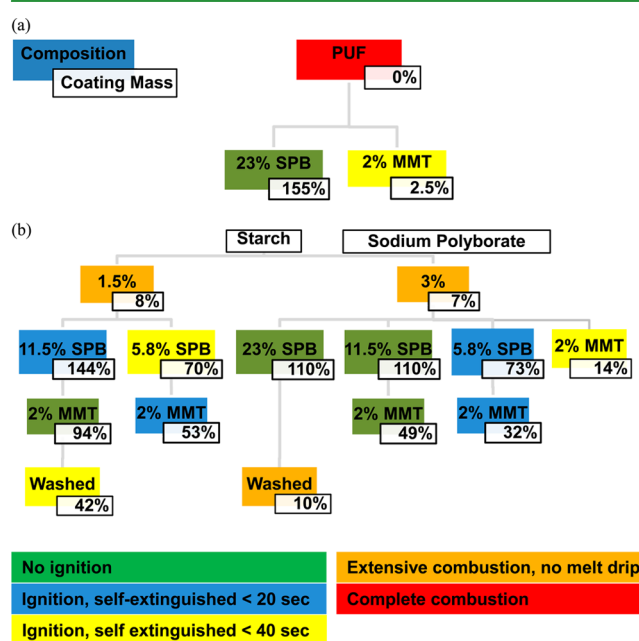 (a)
Composition
Coating Mass
PUF
0%
23% SPB
155%
2% MMT
2.5%
(b)
Starch
Sodium Polyborate
1.5%
8%
3%
7%
11.5% SPB
144%
5.8% SPB
70%
23% SPB
110%
11.5% SPB
110%
5.8% SPB
73%
2% MMT
14%
2% MMT
94%
2% MMT
53%
2% MMT
49%
2% MMT
32%
Washed
42%
Washed
10%
No ignition
Ignition, self-extinguished < 20 sec
Ignition, self extinguished < 40 sec
Extensive combustion, no melt drip
Complete combustion